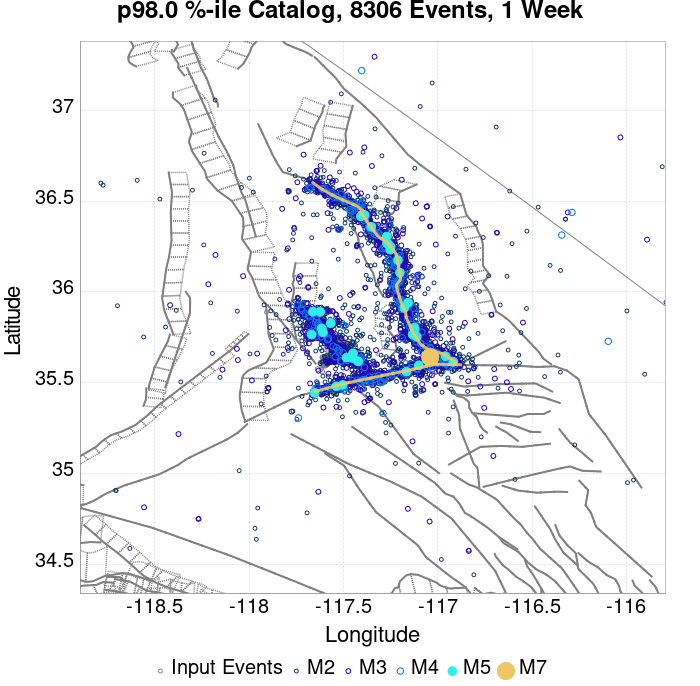 p98.0 %-ile Catalog, 8306 Events, 1 Week
37
36.5
36
35.5
35
34.5
Latitude
-118.5 -118 -117.5 -117 -116.5 -116
Longitude
Input Events M2 M3 M4 M5 M7